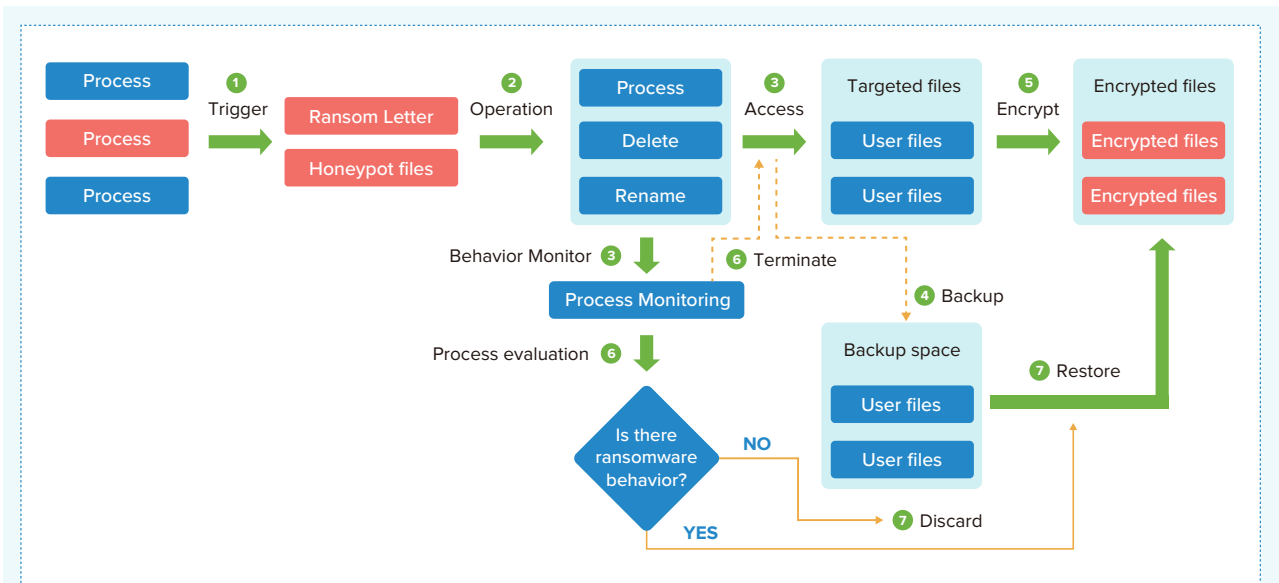 Process
Process
Process
1
Trigger
Ransom Letter
Honeypot files
2
Operation
Process
Delete
Rename
3
Access
Targeted files
User files
User files
5
Encrypt
Encrypted files
Encrypted files
Encrypted files
Behavior Monitor 3
6 Terminate
Process Monitoring
4 Backup
Process evaluation 6
Backup space
User files
User files
7 Restore
Is there
ransomware
behavior?
NO
7 Discard
YES